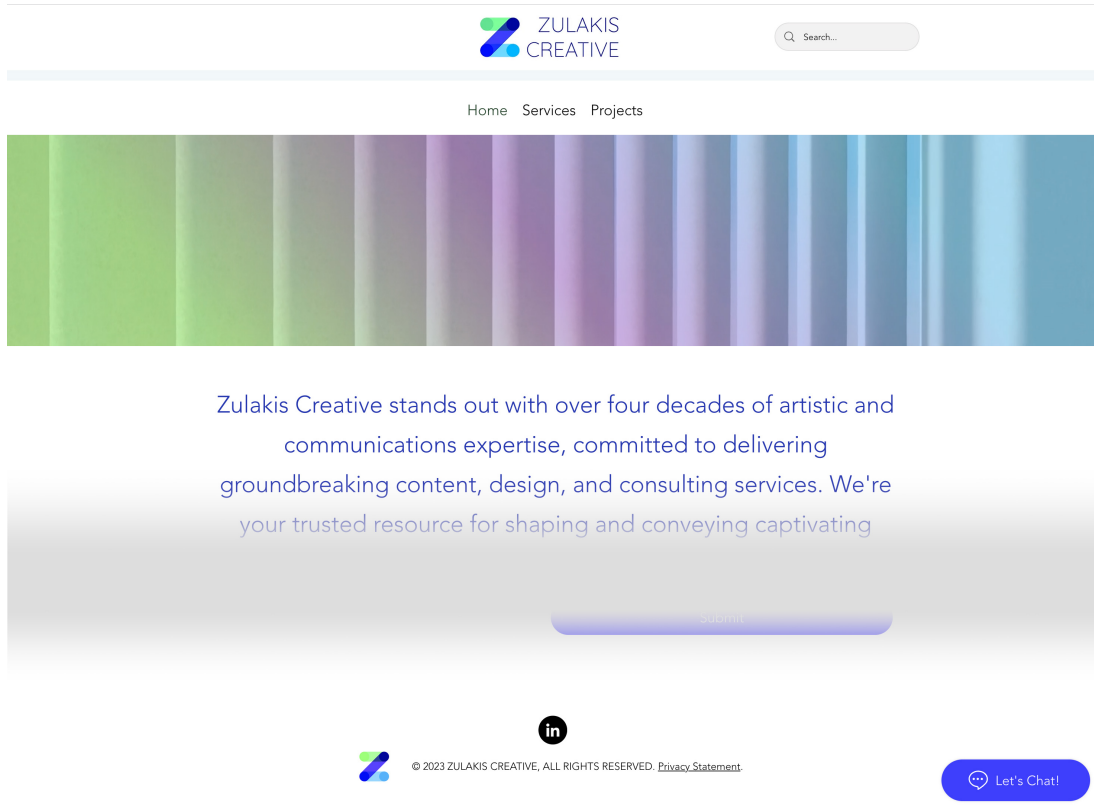 ZULAKIS
CREATIVE
Search...
Home Services Projects
Zulakis Creative stands out with over four decades of artistic and
communications expertise, committed to delivering
groundbreaking content, design, and consulting services. We're
your trusted resource for shaping and conveying captivating
Submit
in
© 2023 ZULAKIS CREATIVE, ALL RIGHTS RESERVED. Privacy Statement.
Let's Chat!